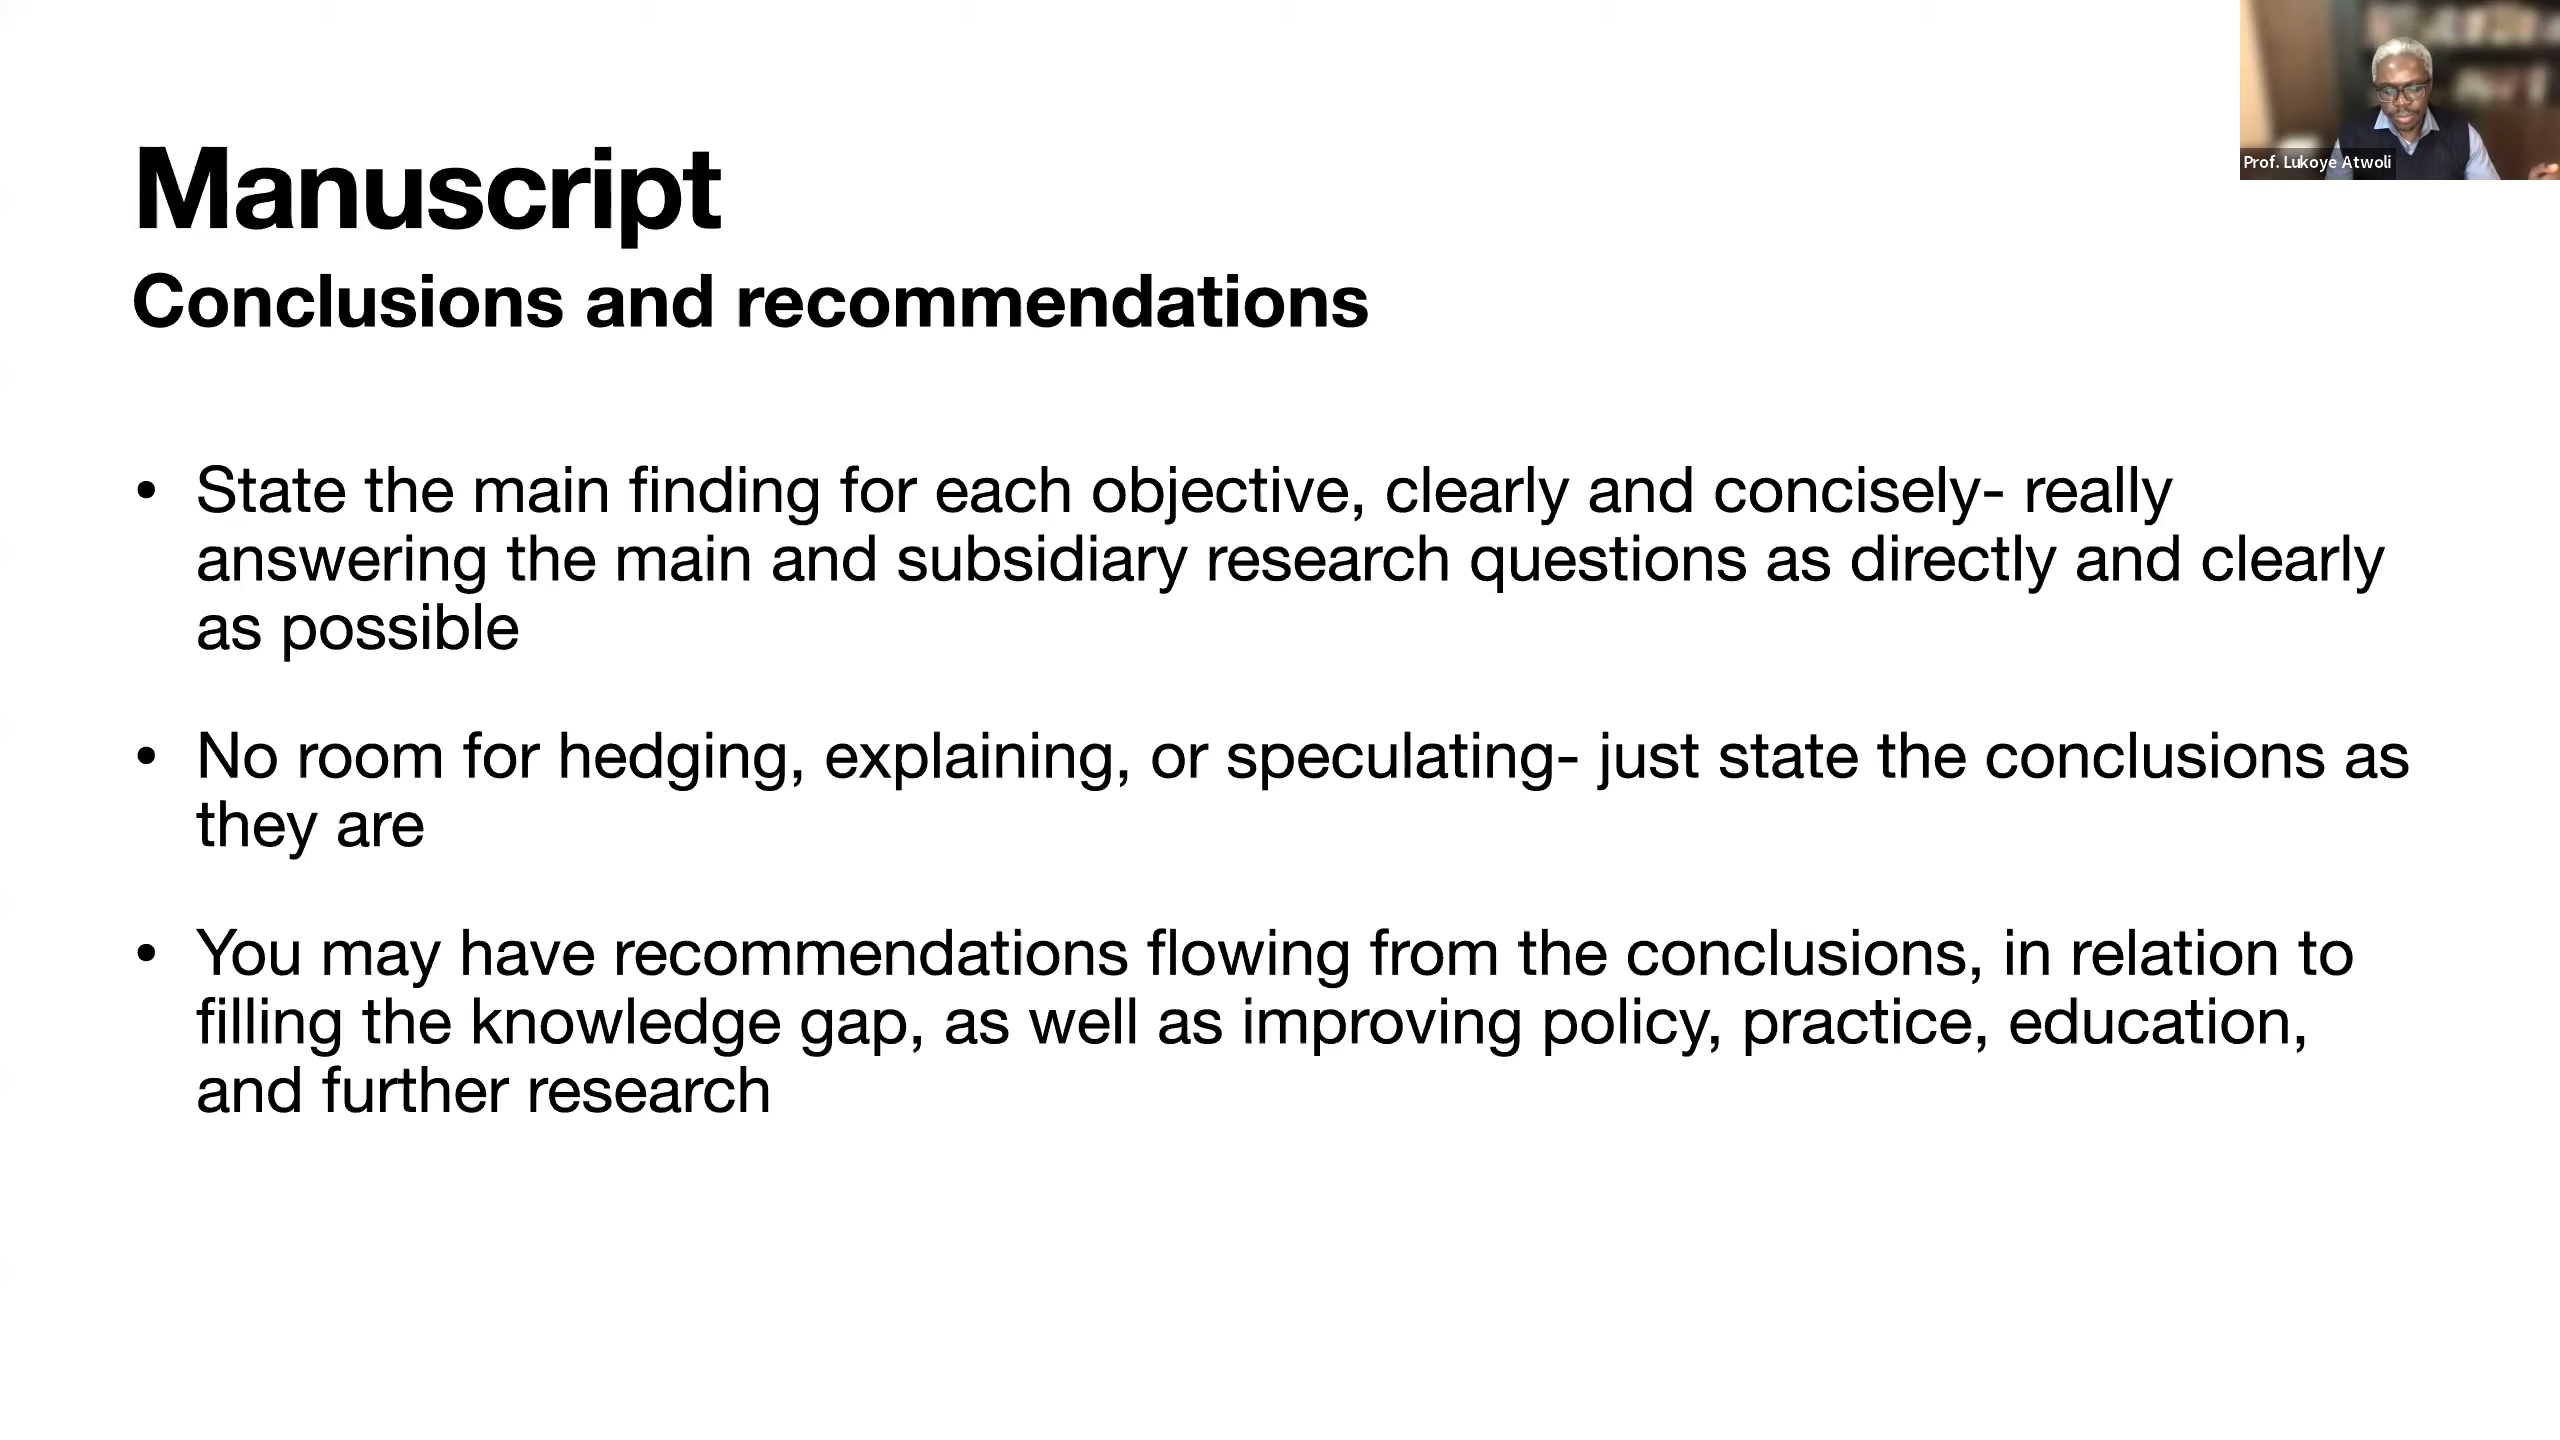 Manuscript
Conclusions and recommendations
• State the main finding for each objective, clearly and concisely- really
answering the main and subsidiary research questions as directly and clearly
as possible
• No room for hedging, explaining, or speculating- just state the conclusions as
they are
• You may have recommendations flowing from the conclusions, in relation to
filling the knowledge gap, as well as improving policy, practice, education,
and further research
Prof. Lukoye Atwoli